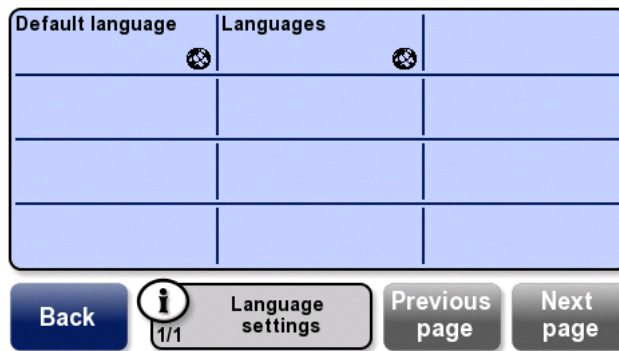 Default language
Languages
Back
i
1/1
Language
settings
Previous
page
Next
page